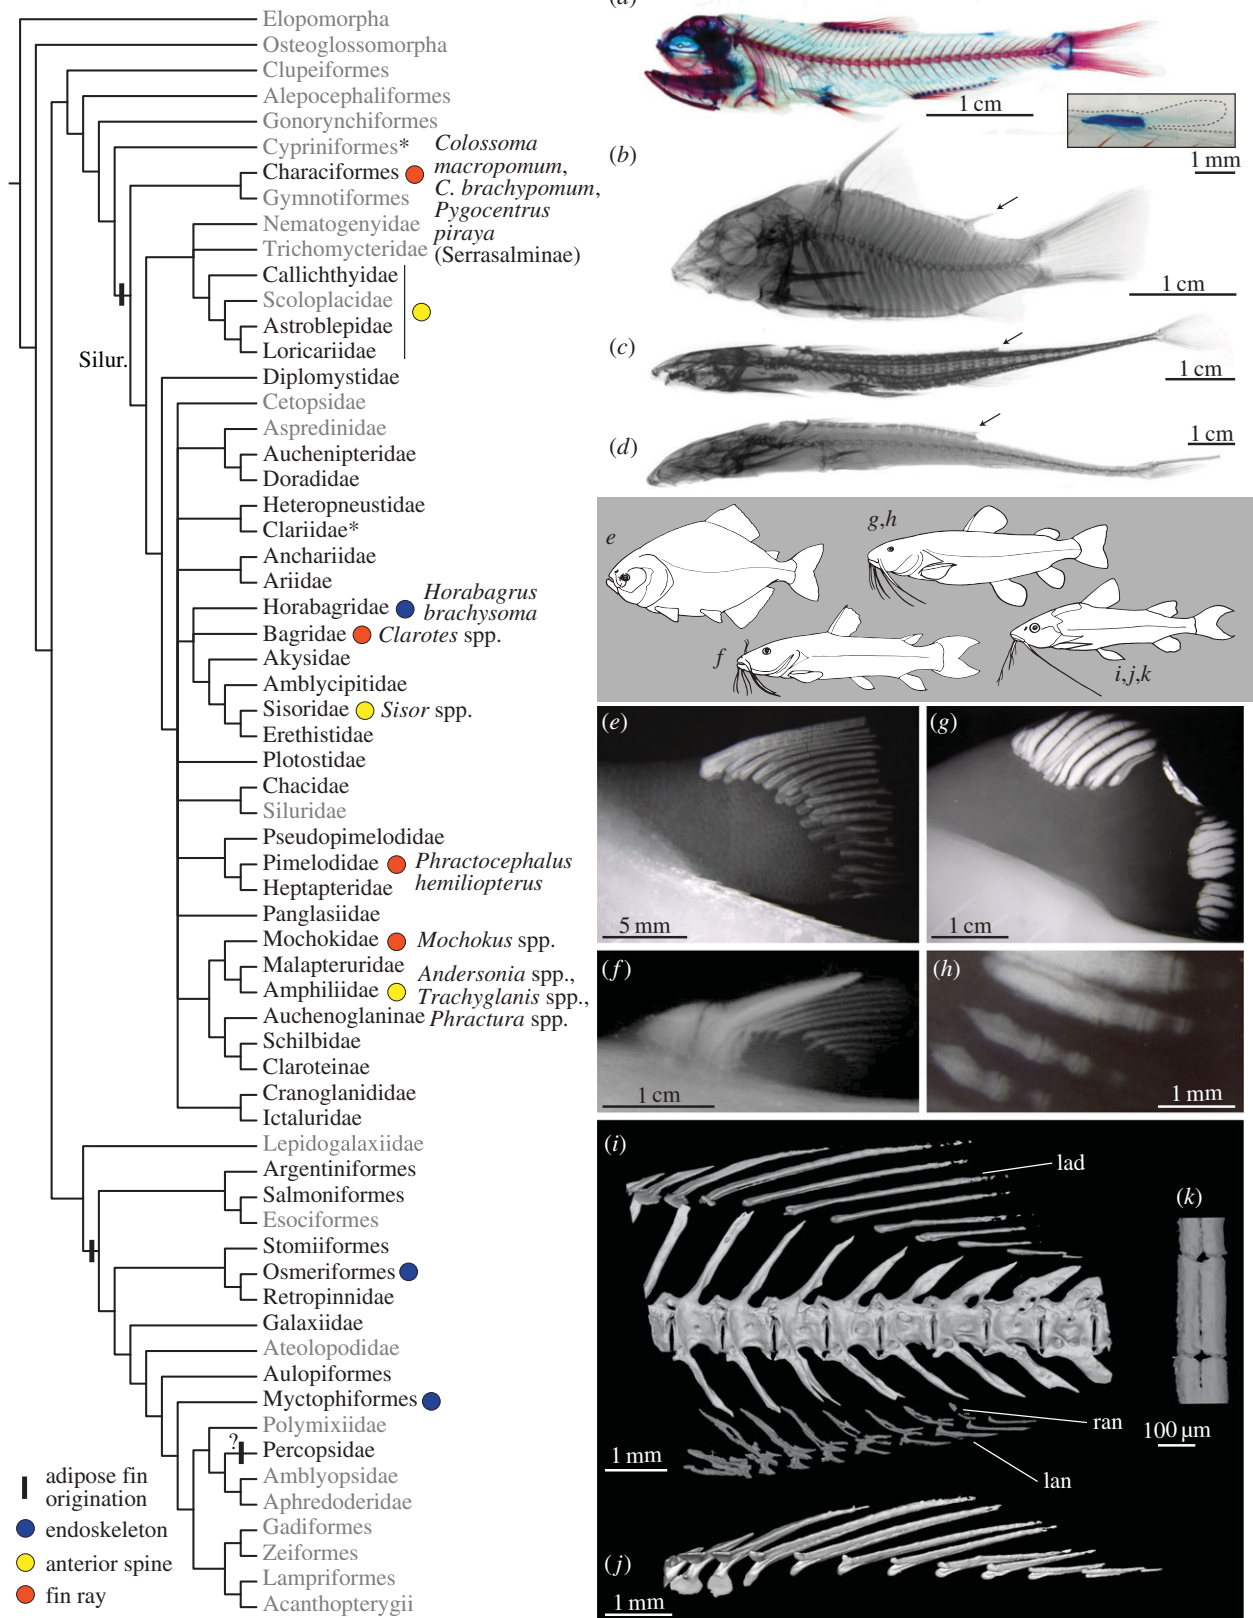 Elopomorpha
Osteoglossomorpha
Clupeiformes
Alepocephaliformes
Gonorynchiformes
Cypriniformes*
Characiformes
Gymnotiformes
Colossoma
macropomum,
C. brachypomum,
Pygocentrus
piraya
(Serrasalminae)
Nematogenyidae
Trichomycteridae
Callichthyidae
Scoloplacidae
Astroblepidae
Loricariidae
Silur.
Diplomystidae
Cetopsidae
Aspredinidae
Auchenipteridae
Doradidae
Heteropneustidae
Clariidae*
Anchariidae
Ariidae
Horabagridae
Horabagrus
brachysoma
Bagridae
Clarotes spp.
Akysidae
Amblycipitidae
Sisoridae
Sisor spp.
Erethistidae
Plotostidae
Chacidae
Siluridae
Pseudopimelodidae
Pimelodidae
Phractocephalus
hemiliopterus
Heptapteridae
Panglasiidae
Mochokidae
Mochokus spp.
Malapteruridae
Amphiliidae
Andersonia spp.,
Trachyglanis spp.,
Phractura spp.
Auchenoglaninae
Schilbidae
Claroteinae
Cranoglanididae
Ictaluridae
Lepidogalaxiidae
Argentiniformes
Salmoniformes
Esociformes
Stomiiformes
Osmeriformes
Retropinnidae
Galaxiidae
Ateolopodidae
Aulopiformes
Myctophiformes
Polymixiidae
?
Percopsidae
Amblyopsidae
Aphredoderidae
Gadiformes
Zeiformes
Lampriformes
Acanthopterygii
adipose fin
origination
endoskeleton
anterior spine
fin ray
(a)
1 cm
1 mm
(b)
1 cm
(c)
1 cm
(d)
1 cm
e
g,h
f
i,j,k
(e)
5 mm
(g)
1 cm
(f)
1 cm
(h)
1 mm
(i)
lad
(k)
ran
lan
1 mm
100 µm
(j)
1 mm